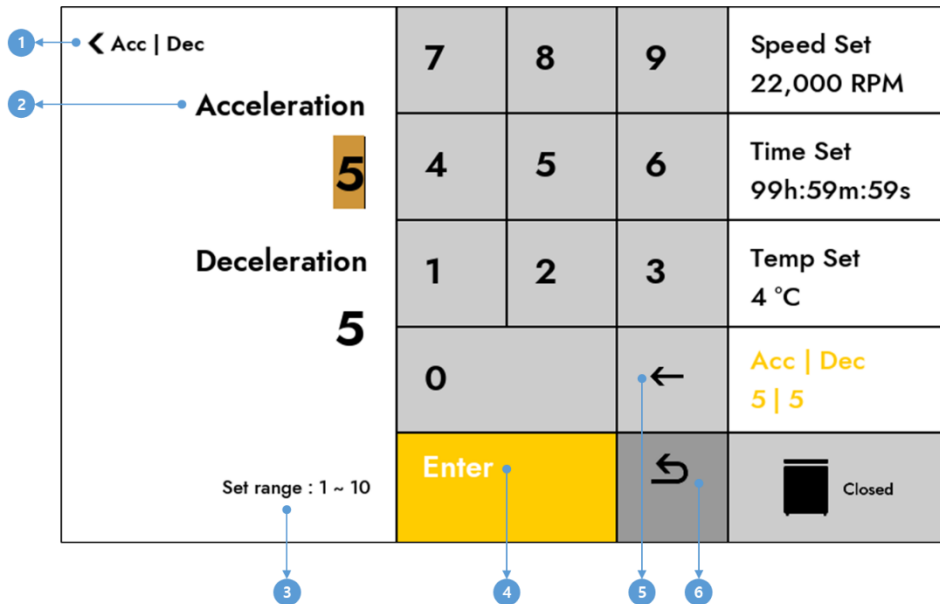 1
Acc | Dec
2
Acceleration
5
Deceleration
5
Set range : 1 ~ 10
3
7
8
9
4
5
6
1
2
3
0
←
Enter
4
5
6
Speed Set
22,000 RPM
Time Set
99h:59m:59s
Temp Set
4 °C
Acc | Dec
5 | 5
Closed